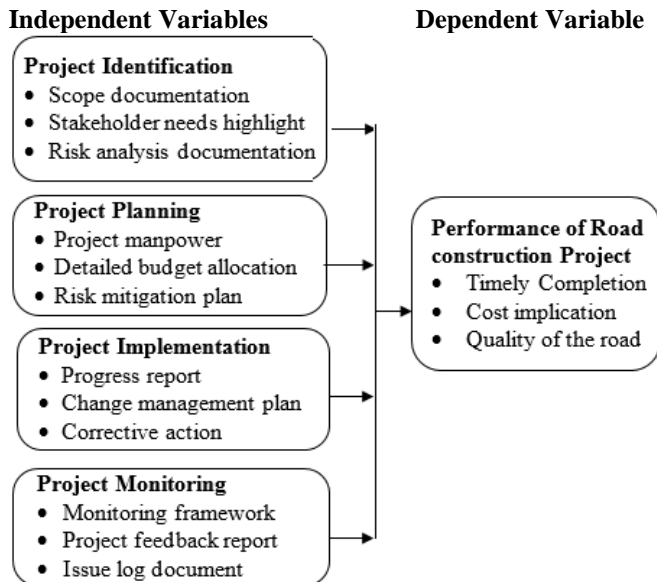 Independent Variables
Dependent Variable
Project Identification
• Scope documentation
• Stakeholder needs highlight
• Risk analysis documentation
Project Planning
• Project manpower
• Detailed budget allocation
• Risk mitigation plan
Project Implementation
• Progress report
• Change management plan
• Corrective action
Project Monitoring
• Monitoring framework
• Project feedback report
• Issue log document
Performance of Road
construction Project
• Timely Completion
• Cost implication
• Quality of the road